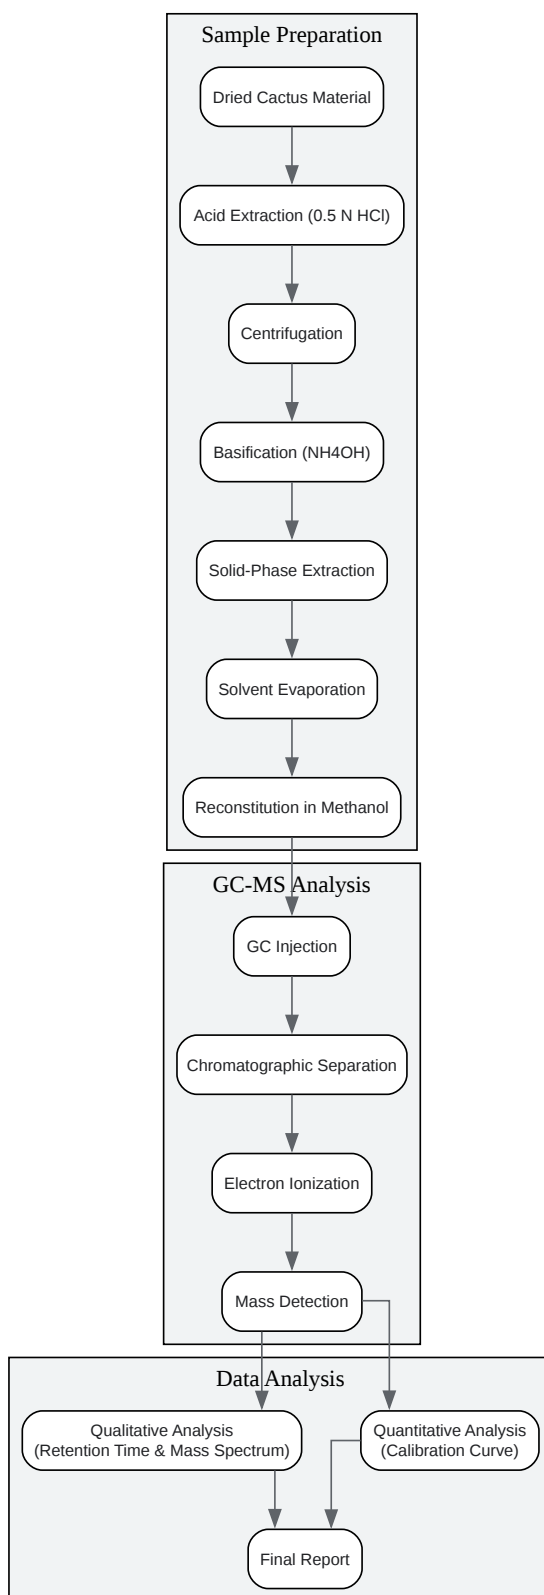 Sample Preparation
Dried Cactus Material
Acid Extraction (0.5 N HCl)
Centrifugation
Basification (NH4OH)
Solid-Phase Extraction
Solvent Evaporation
Reconstitution in Methanol
GC-MS Analysis
GC Injection
Chromatographic Separation
Electron Ionization
Mass Detection
Data Analysis
Qualitative Analysis
(Retention Time & Mass Spectrum)
Quantitative Analysis
(Calibration Curve)
Final Report